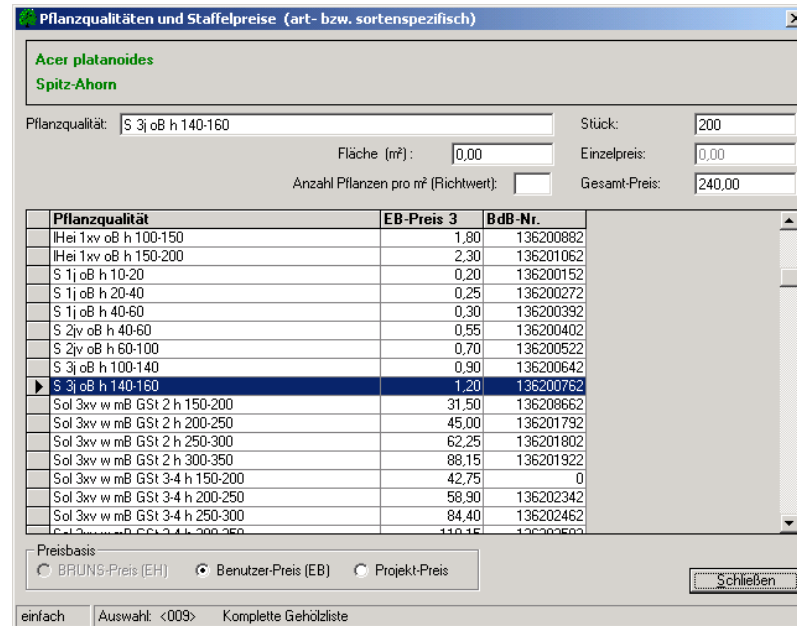 Pflanzqualitäten und Staffelpreise (art- bzw. sortenspezifisch)
Acer platanoides
Spitz-Ahorn
Pflanzqualität: S 3j oB h 140-160 Stück: 200
Fläche (m²) : 0,00 Einzelpreis: 0,00
Anzahl Pflanzen pro m² (Richtwert): Gesamt-Preis: 240,00
Pflanzqualität EB-Preis 3 BdB-Nr.
lHei 1xv oB h 100-150 1,80 136200882
lHei 1xv oB h 150-200 2,30 136201062
S 1j oB h 10-20 0,20 136200152
S 1j oB h 20-40 0,25 136200272
S 1j oB h 40-60 0,30 136200392
S 2jv oB h 40-60 0,55 136200402
S 2jv oB h 60-100 0,70 136200522
S 3j oB h 100-140 0,90 136200642
S 3j oB h 140-160 1,20 136200762
Sol 3xv w mB GSt 2 h 150-200 31,50 136208662
Sol 3xv w mB GSt 2 h 200-250 45,00 136201792
Sol 3xv w mB GSt 2 h 250-300 62,25 136201802
Sol 3xv w mB GSt 2 h 300-350 88,15 136201922
Sol 3xv w mB GSt 3-4 h 150-200 42,75 0
Sol 3xv w mB GSt 3-4 h 200-250 58,90 136202342
Sol 3xv w mB GSt 3-4 h 250-300 84,40 136202462
Preisbasis
BRUNS-Preis (EH) Benutzer-Preis (EB) Projekt-Preis
Schließen
einfach Auswahl: <009> Komplette Gehölzliste